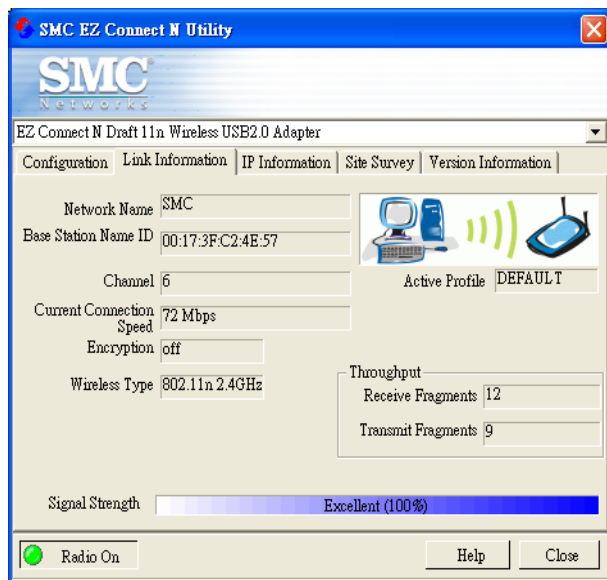 SMC EZ Connect N Utility
SMC
Networks
EZ Connect N Draft 11n Wireless USB2.0 Adapter
Configuration Link Information IP Information Site Survey Version Information
Network Name SMC
Base Station Name ID 00:17:3F:C2:4E:57
Channel 6
Active Profile DEFAULT
Current Connection Speed 72 Mbps
Encryption off
Wireless Type 802.11n 2.4GHz
Throughput
Receive Fragments 12
Transmit Fragments 9
Signal Strength Excellent (100%)
Radio On Help Close